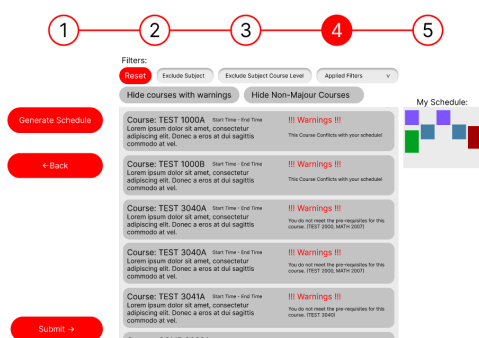 1 2 3 4 5
Filters:
Reset Exclude Subject Exclude Subject Course Level Applied Filters v
Hide courses with warnings Hide Non-Majour Courses
My Schedule:
Generate Schedule
←Back
Submit →
Course: TEST 1000A Start Time - End Time
Lorem ipsum dolor sit amet, consectetur
adipiscing elit. Donec a eros at dui sagittis
commodo at vel.
!!! Warnings !!!
This Course Conflicts with your schedule!
Course: TEST 1000B Start Time - End Time
Lorem ipsum dolor sit amet, consectetur
adipiscing elit. Donec a eros at dui sagittis
commodo at vel.
!!! Warnings !!!
This Course Conflicts with your schedule!
Course: TEST 3040A Start Time - End Time
Lorem ipsum dolor sit amet, consectetur
adipiscing elit. Donec a eros at dui sagittis
commodo at vel.
!!! Warnings !!!
You do not meet the pre-requisites for this
course. (TEST 2000, MATH 2007)
Course: TEST 3040A Start Time - End Time
Lorem ipsum dolor sit amet, consectetur
adipiscing elit. Donec a eros at dui sagittis
commodo at vel.
!!! Warnings !!!
You do not meet the pre-requisites for this
course. (TEST 2000, MATH 2007)
Course: TEST 3041A Start Time - End Time
Lorem ipsum dolor sit amet, consectetur
adipiscing elit. Donec a eros at dui sagittis
commodo at vel.
!!! Warnings !!!
You do not meet the pre-requisites for this
course. (TEST 3040)